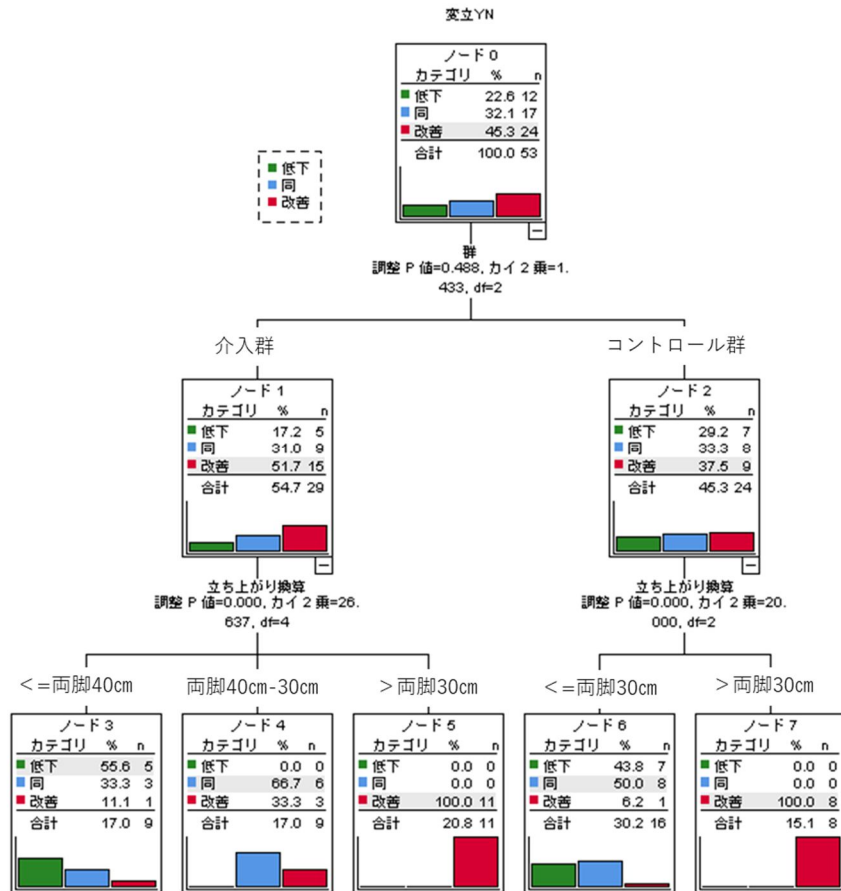 変立YN
ノード 0
カテゴリ % n
低下 22.6 12
同 32.1 17
改善 45.3 24
合計 100.0 53
低下
同
改善
群
調整 P 値=0.488, カイ 2 乗=1.
433, df=2
介入群
コントロール群
ノード 1
カテゴリ % n
低下 17.2 5
同 31.0 9
改善 51.7 15
合計 54.7 29
ノード 2
カテゴリ % n
低下 29.2 7
同 33.3 8
改善 37.5 9
合計 45.3 24
立ち上がり換算
調整 P 値=0.000, カイ 2 乗=26.
637, df=4
立ち上がり換算
調整 P 値=0.000, カイ 2 乗=20.
000, df=2
<=両脚40㎝
両脚40㎝-30㎝
>両脚30㎝
<=両脚30㎝
>両脚30㎝
ノード 3
カテゴリ % n
低下 55.6 5
同 33.3 3
改善 11.1 1
合計 17.0 9
ノード 4
カテゴリ % n
低下 0.0 0
同 66.7 6
改善 33.3 3
合計 17.0 9
ノード 5
カテゴリ % n
低下 0.0 0
同 0.0 0
改善 100.0 11
合計 20.8 11
ノード 6
カテゴリ % n
低下 43.8 7
同 50.0 8
改善 6.2 1
合計 30.2 16
ノード 7
カテゴリ % n
低下 0.0 0
同 0.0 0
改善 100.0 8
合計 15.1 8